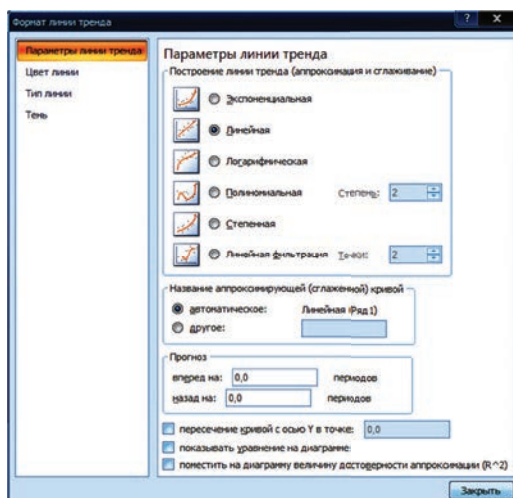 Формат линии тренда
?
X
Параметры линии тренда
Цвет линии
Тип линии
Тень
Параметры линии тренда
Построение линии тренда (аппроксимация и сглаживание)
Экспоненциальная
Линейная
Логарифмическая
Полиномиальная Степень: 2
Степенная
Линейная фильтрация Точки: 2
Название аппроксимирующей (сглаженной) кривой
автоматическое: Линейная (Ряд1)
другое:
Прогноз
вперед на: 0,0 периодов
назад на: 0,0 периодов
пересечение кривой с осью Y в точке: 0,0
показывать уравнение на диаграмме
поместить на диаграмму величину достоверности аппроксимации (R^2)
Закрыть